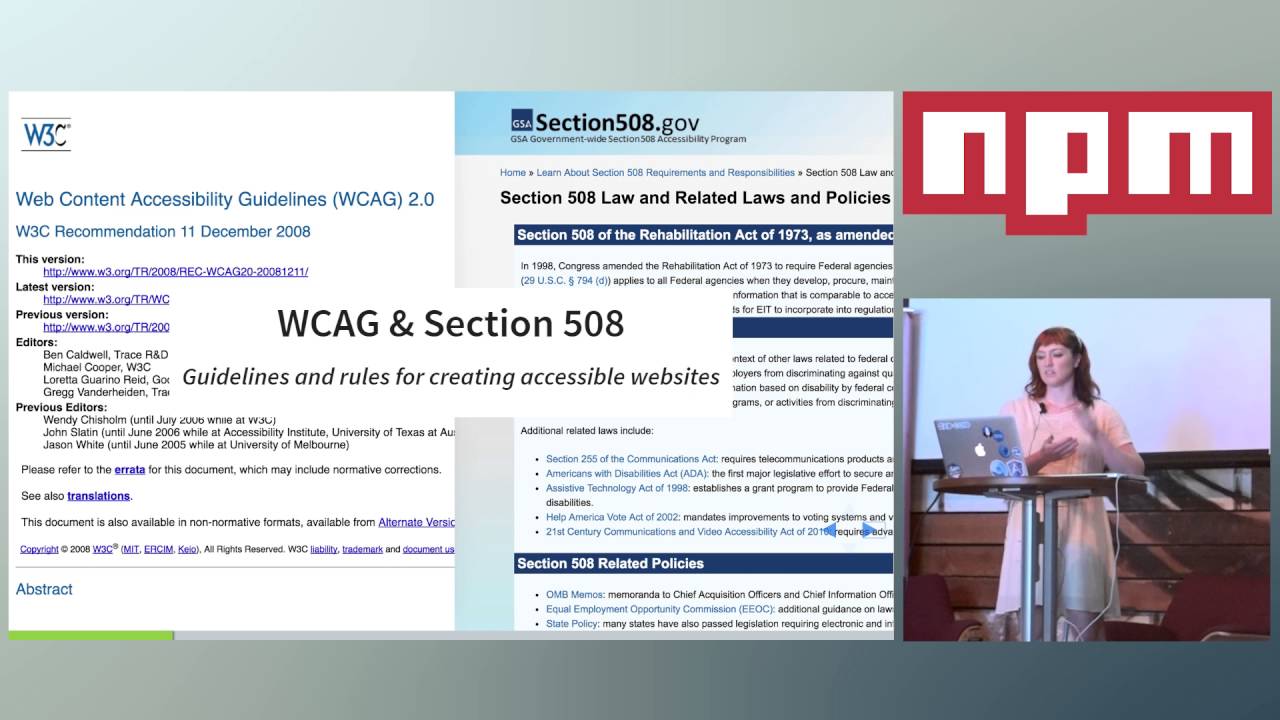 W3C®
Web Content Accessibility Guidelines (WCAG) 2.0
W3C Recommendation 11 December 2008
This version:
http://www.w3.org/TR/2008/REC-WCAG20-20081211/
Latest version:
http://www.w3.org/TR/WC
Previous version:
http://www.w3.org/TR/200
Editors:
Ben Caldwell, Trace R&D
Michael Cooper, W3C
Loretta Guarino Reid, Goo
Gregg Vanderheiden, Trac
Previous Editors:
Wendy Chisholm (until July 2006 while at W3C)
John Slatin (until June 2006 while at Accessibility Institute, University of Texas at Aus
Jason White (until June 2005 while at University of Melbourne)
Please refer to the errata for this document, which may include normative corrections.
See also translations.
This document is also available in non-normative formats, available from Alternate Versic
Copyright © 2008 W3C® (MIT, ERCIM, Keio), All Rights Reserved. W3C liability, trademark and document us
Abstract
WCAG & Section 508
Guidelines and rules for creating accessible websites
GSA Section508.gov
GSA Government-wide Section 508 Accessibility Program
Home » Learn About Section 508 Requirements and Responsibilities » Section 508 Law and
Section 508 Law and Related Laws and Policies
Section 508 of the Rehabilitation Act of 1973, as amended
In 1998, Congress amended the Rehabilitation Act of 1973 to require Federal agencies
(29 U.S.C. § 794 (d)) applies to all Federal agencies when they develop, procure, main
nformation that is comparable to acce
ds for EIT to incorporate into regulation
ntext of other laws related to federal
loyers from discriminating against qu
nation based on disability by federal
grams, or activities from discriminating
Additional related laws include:
• Section 255 of the Communications Act: requires telecommunications products a
• Americans with Disabilities Act (ADA): the first major legislative effort to secure an
• Assistive Technology Act of 1998: establishes a grant program to provide Federal
disabilities.
• Help America Vote Act of 2002: mandates improvements to voting systems and v
• 21st Century Communications and Video Accessibility Act of 2010: require adva
Section 508 Related Policies
• OMB Memos: memoranda to Chief Acquisition Officers and Chief Information Offi
• Equal Employment Opportunity Commission (EEOC): additional guidance on law
• State Policy: many states have also passed legislation requiring electronic and in
npm